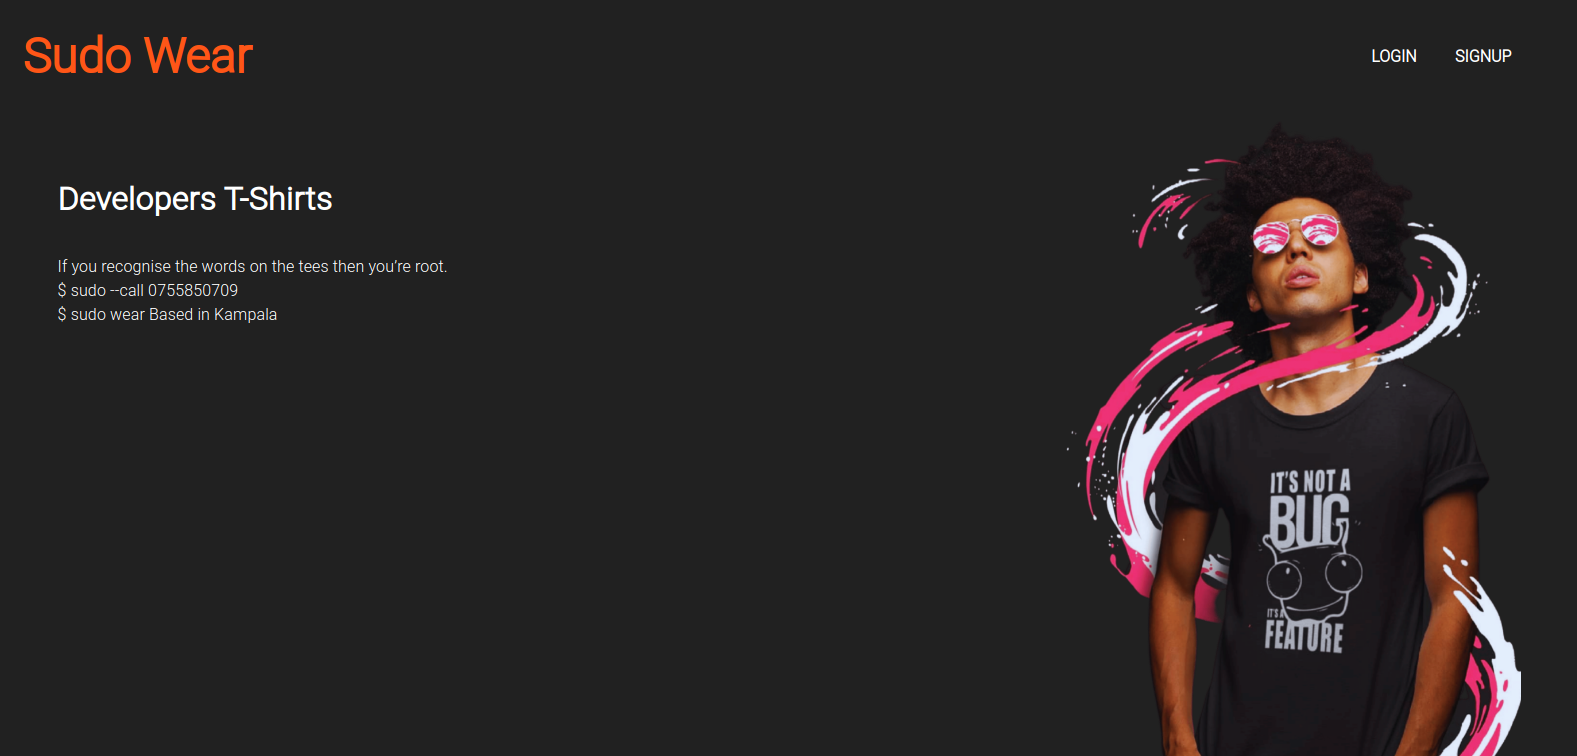 Sudo Wear
LOGIN SIGNUP
Developers T-Shirts
If you recognise the words on the tees then you’re root.
$ sudo --call 0755850709
$ sudo wear Based in Kampala
IT'S NOT A
BUG
IT'S A
FEATURE